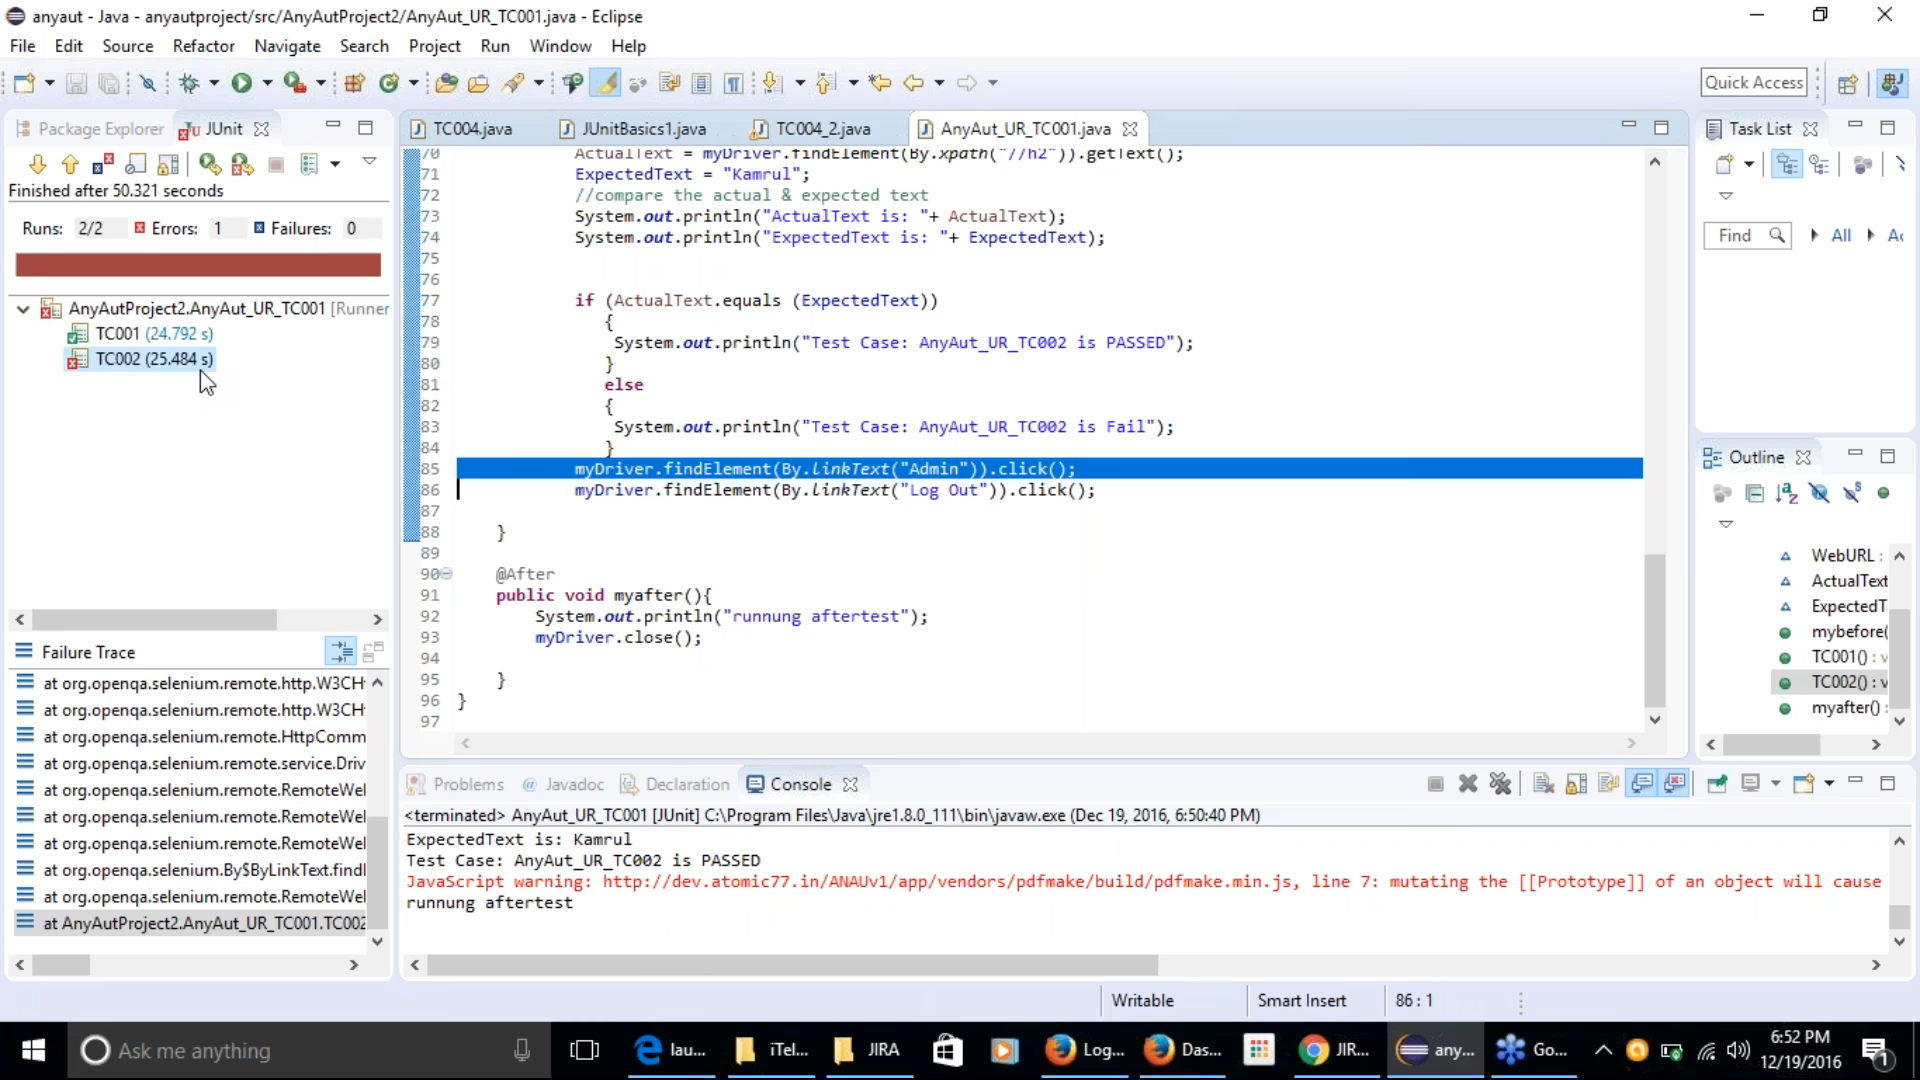 anyaut - Java - anyautproject/src/AnyAutProject2/AnyAut_UR_TC001.java - Eclipse
File Edit Source Refactor Navigate Search Project Run Window Help
Quick Access
Package Explorer JUnit
Finished after 50.321 seconds
Runs: 2/2 Errors: 1 Failures: 0
AnyAutProject2.AnyAut_UR_TC001 [Runner
TC001 (24.792 s)
TC002 (25.484 s)
Failure Trace
at org.openqa.selenium.remote.http.W3CH
at org.openqa.selenium.remote.http.W3CH
at org.openqa.selenium.remote.HttpComm
at org.openqa.selenium.remote.service.Driv
at org.openqa.selenium.remote.RemoteWel
at org.openqa.selenium.remote.RemoteWel
at org.openqa.selenium.remote.RemoteWel
at org.openqa.selenium.By$ByLinkText.findl
at org.openqa.selenium.remote.RemoteWel
at AnyAutProject2.AnyAut_UR_TC001.TC002
TC004.java JUnitBasics1.java TC004_2.java AnyAut_UR_TC001.java
70 ActualText = myDriver.findElement(By.xpath("//h2")).getText();
71 ExpectedText = "Kamrul";
72 //compare the actual & expected text
73 System.out.println("ActualText is: "+ ActualText);
74 System.out.println("ExpectedText is: "+ ExpectedText);
75
76
77 if (ActualText.equals (ExpectedText))
78 {
79 System.out.println("Test Case: AnyAut_UR_TC002 is PASSED");
80 }
81 else
82 {
83 System.out.println("Test Case: AnyAut_UR_TC002 is Fail");
84 }
85 myDriver.findElement(By.linkText("Admin")).click();
86 myDriver.findElement(By.linkText("Log Out")).click();
87
88 }
89
90 @After
91 public void myafter(){
92 System.out.println("runnung aftertest");
93 myDriver.close();
94
95 }
96 }
97
Task List
Find All Ac
Outline
WebURL :
ActualText
ExpectedT
mybefore(
TC001() : v
TC002() : v
myafter() :
Problems @ Javadoc Declaration Console
<terminated> AnyAut_UR_TC001 [JUnit] C:\Program Files\Java\jre1.8.0_111\bin\javaw.exe (Dec 19, 2016, 6:50:40 PM)
ExpectedText is: Kamrul
Test Case: AnyAut_UR_TC002 is PASSED
JavaScript warning: http://dev.atomic77.in/ANAUv1/app/vendors/pdfmake/build/pdfmake.min.js, line 7: mutating the [[Prototype]] of an object will cause
runnung aftertest
Writable Smart Insert 86 : 1
Ask me anything lau... iTel... JIRA Log... Das... JIR... any... Go...
6:52 PM
12/19/2016
1